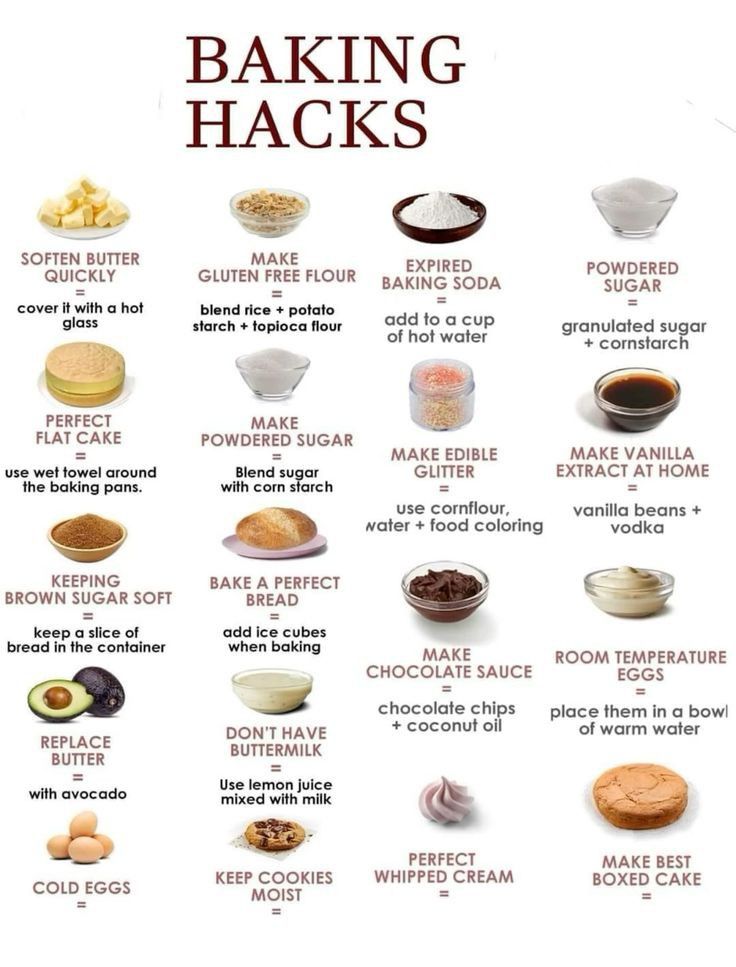 BAKING
HACKS
SOFTEN BUTTER
QUICKLY
=
cover it with a hot
glass
MAKE
GLUTEN FREE FLOUR
=
blend rice + potato
starch + topioca flour
EXPIRED
BAKING SODA
=
add to a cup
of hot water
POWDERED
SUGAR
=
granulated sugar
+ cornstarch
PERFECT
FLAT CAKE
=
use wet towel around
the baking pans.
MAKE
POWDERED SUGAR
=
Blend sugar
with corn starch
MAKE EDIBLE
GLITTER
=
use cornflour,
water + food coloring
MAKE VANILLA
EXTRACT AT HOME
=
vanilla beans +
vodka
KEEPING
BROWN SUGAR SOFT
=
keep a slice of
bread in the container
BAKE A PERFECT
BREAD
=
add ice cubes
when baking
MAKE
CHOCOLATE SAUCE
=
chocolate chips
+ coconut oil
ROOM TEMPERATURE
EGGS
=
place them in a bowl
of warm water
REPLACE
BUTTER
=
with avocado
DON'T HAVE
BUTTERMILK
=
Use lemon juice
mixed with milk
PERFECT
WHIPPED CREAM
=
MAKE BEST
BOXED CAKE
=
COLD EGGS
=
KEEP COOKIES
MOIST
=